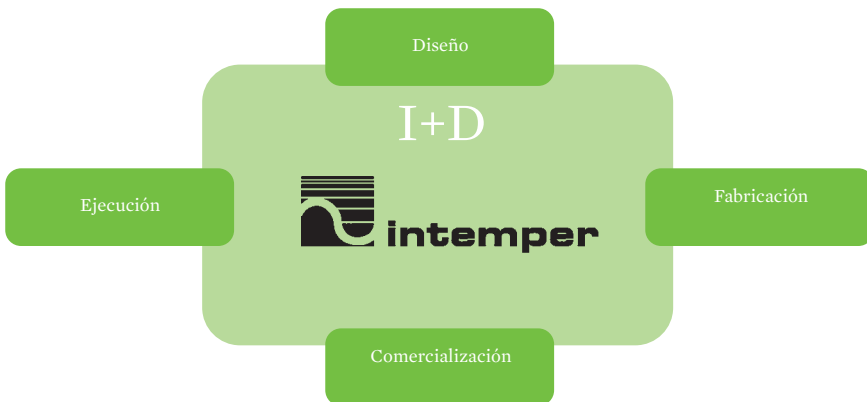 Diseño
I+D
Ejecución
Fabricación
intemper
Comercialización